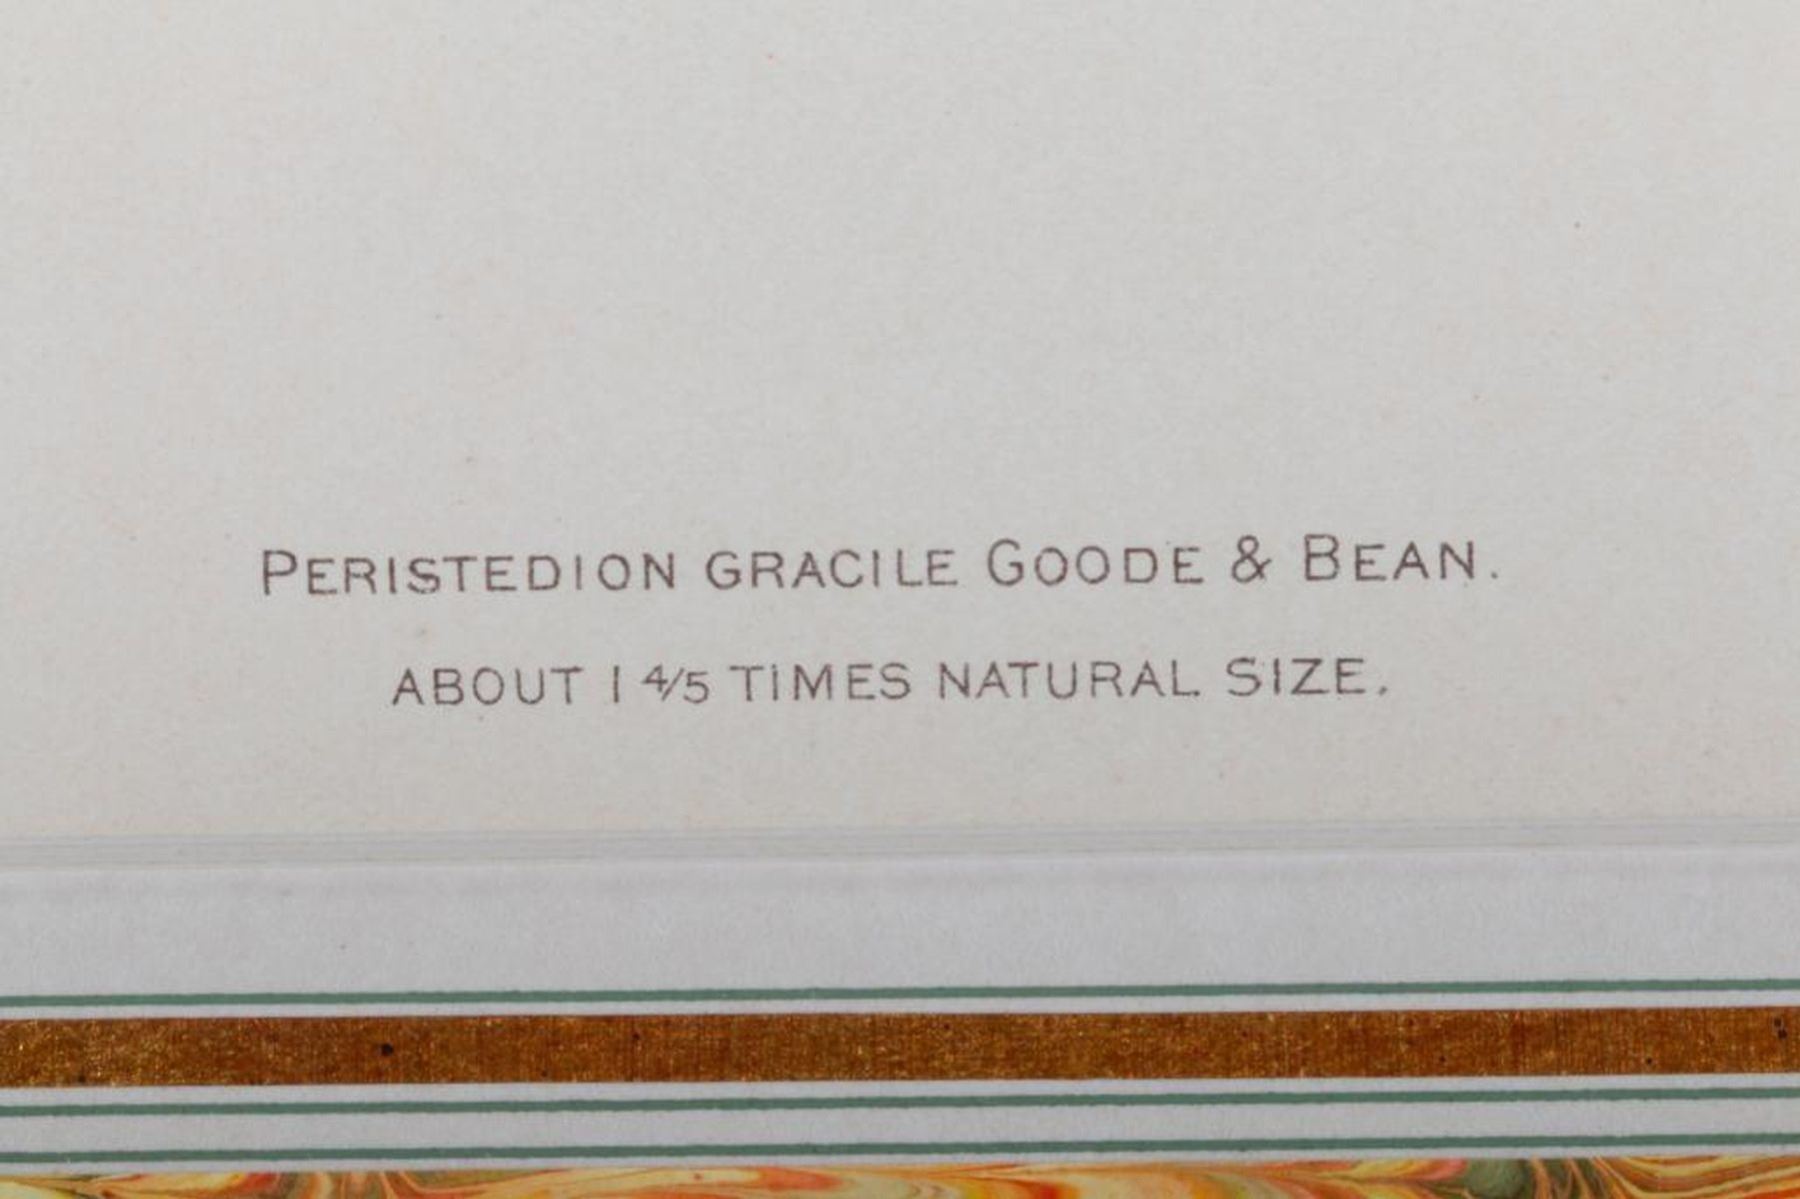 PERISTEDION GRACILE GOODE & BEAN.
ABOUT 1 4/5 TIMES NATURAL SIZE.